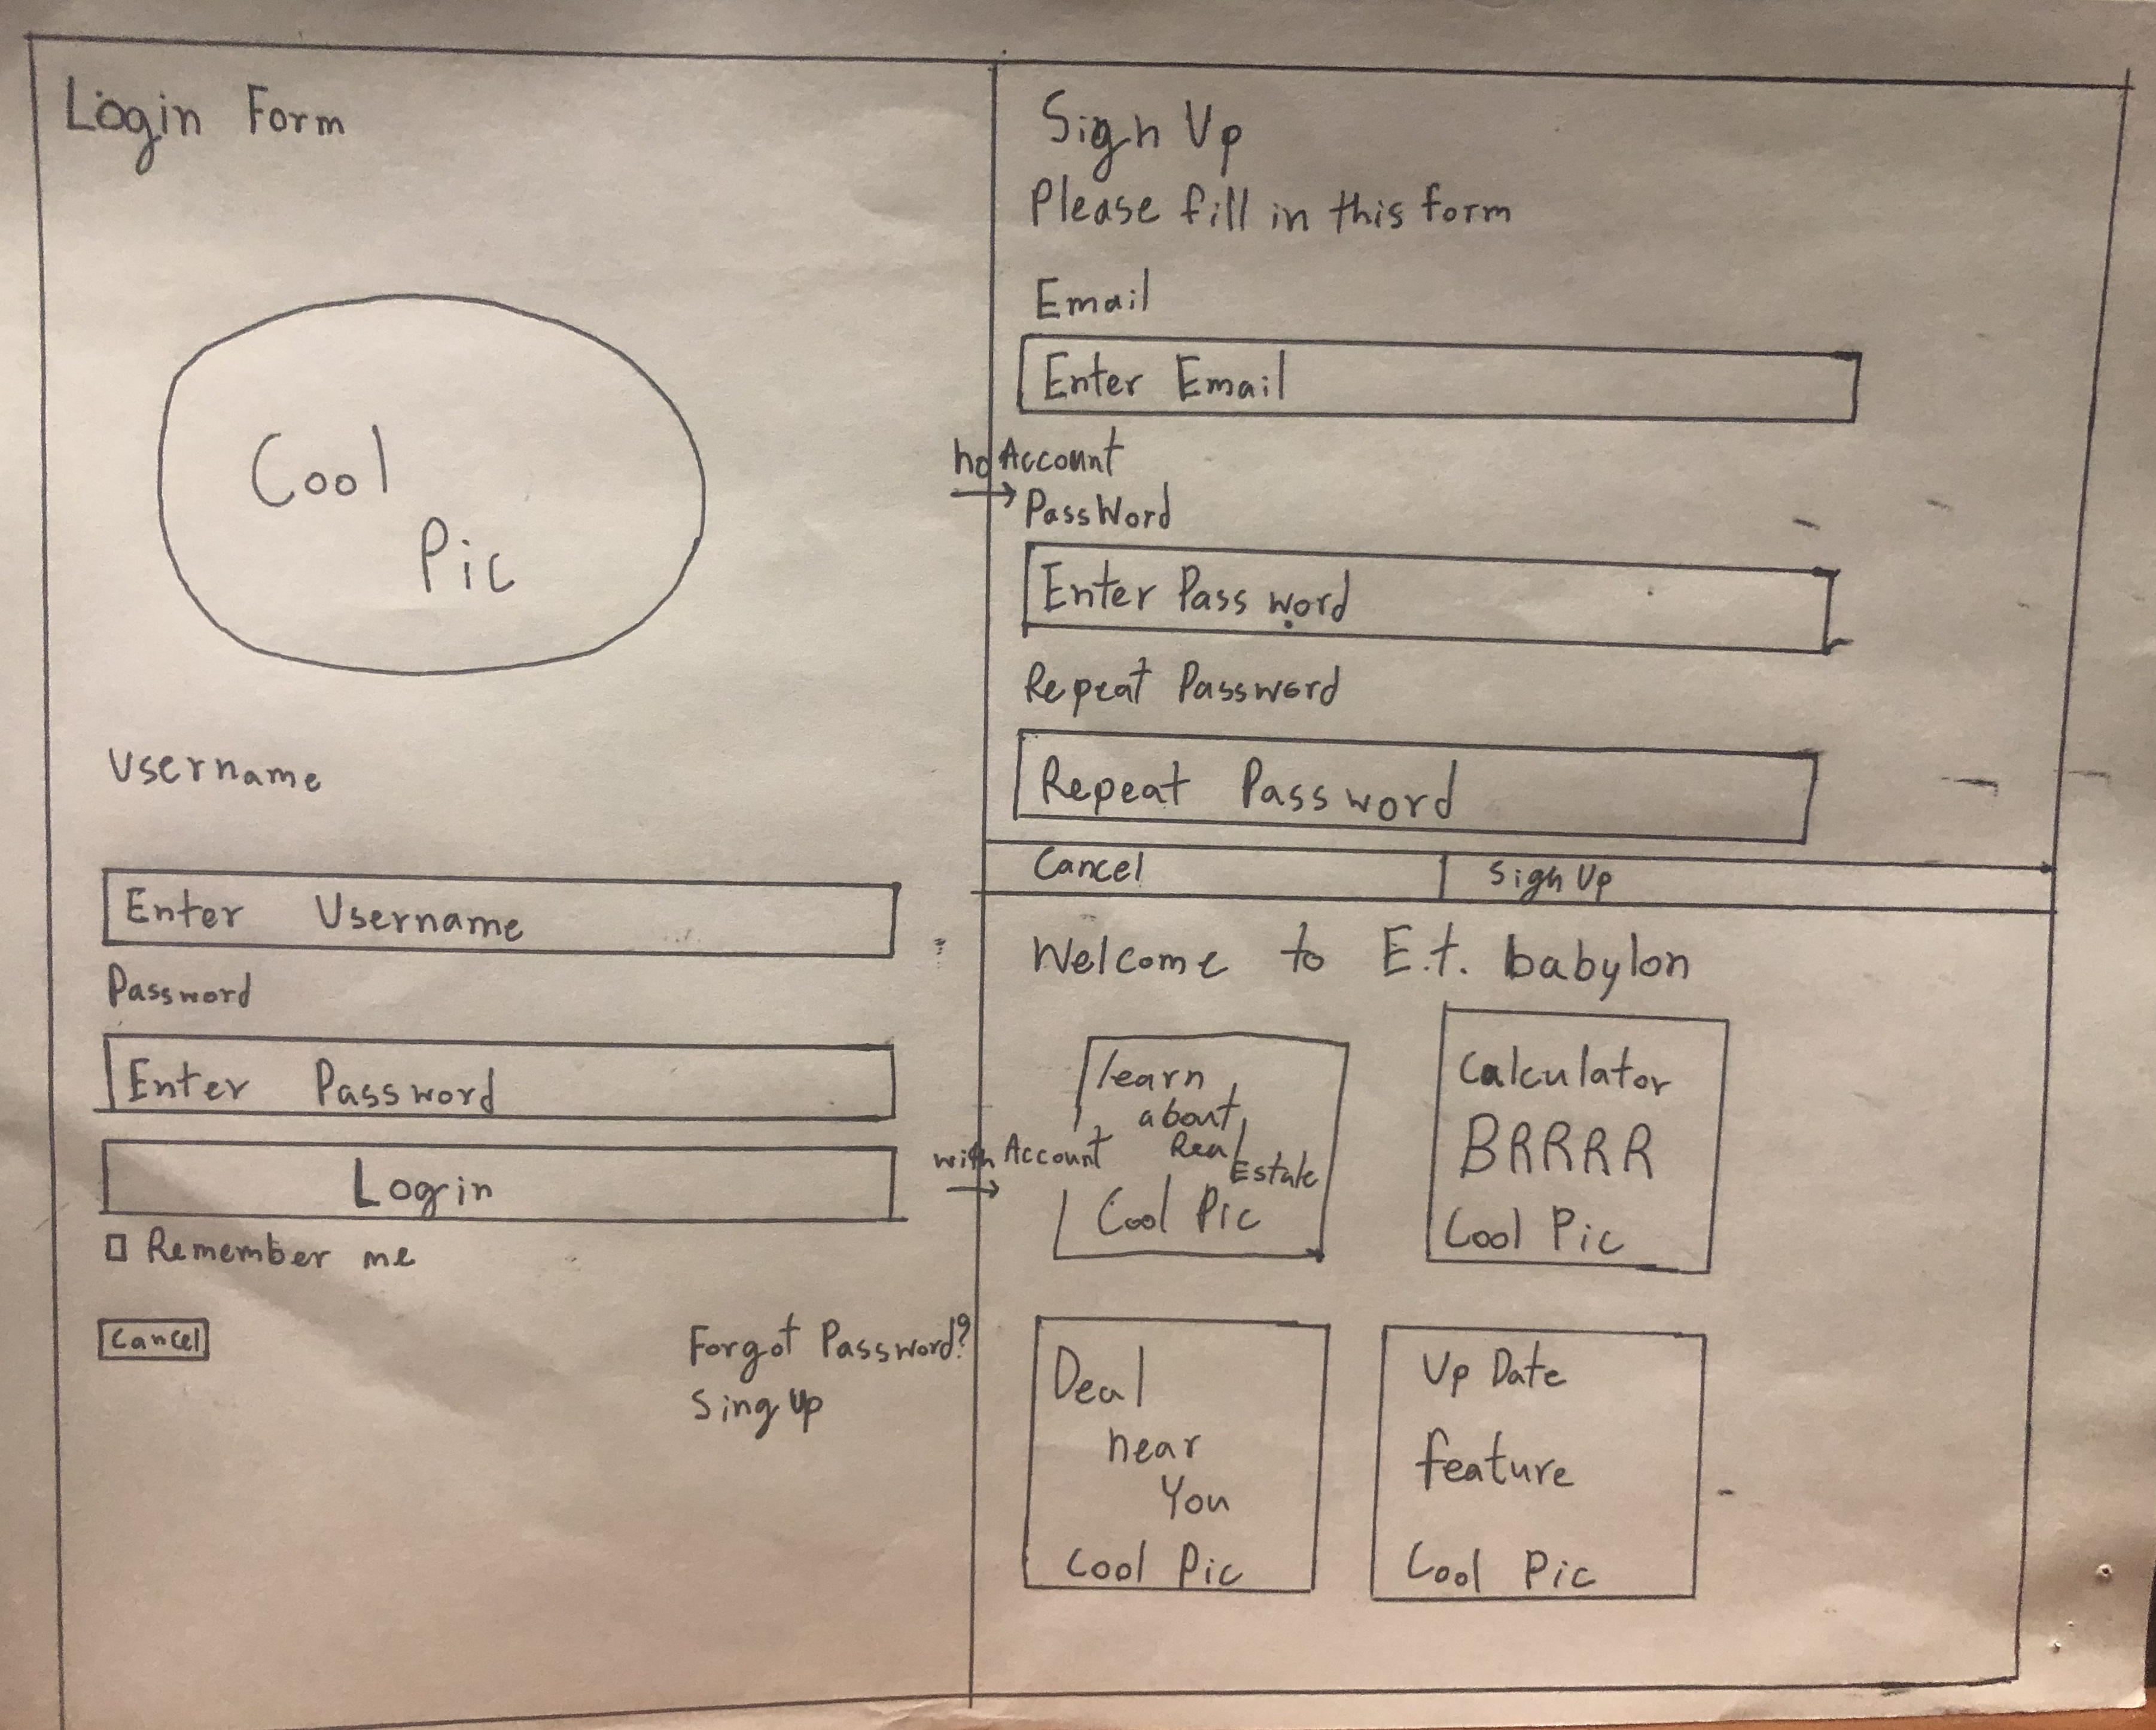 Login Form
Cool
Pic
Username
Enter Username
Password
Enter Password
Login
Remember me
Cancel
Forgot Password?
Sing up
Sign Up
Please fill in this form
Email
Enter Email
no Account
PassWord
Enter Password
Repeat Password
Repeat Password
Cancel
Sign Up
Welcome to E.t. babylon
with Account
learn
about
Real
Estate
Cool Pic
Calculator
BRRRR
Cool Pic
Deal
near
You
Cool Pic
Up Date
feature
Cool Pic